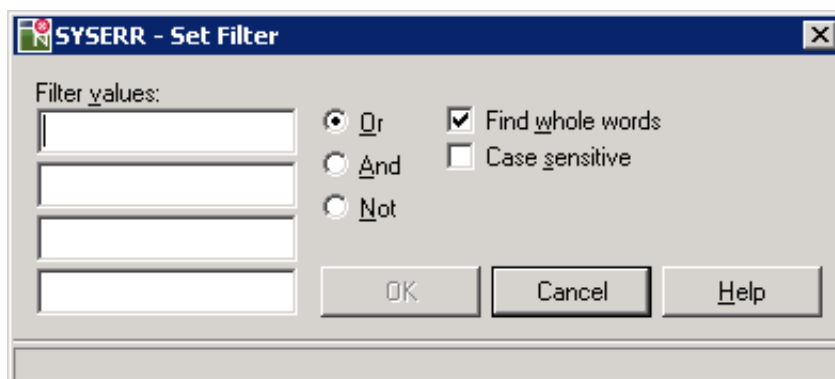 SYSERR - Set Filter
Filter values:
Or
And
Not
Find whole words
Case sensitive
OK
Cancel
Help